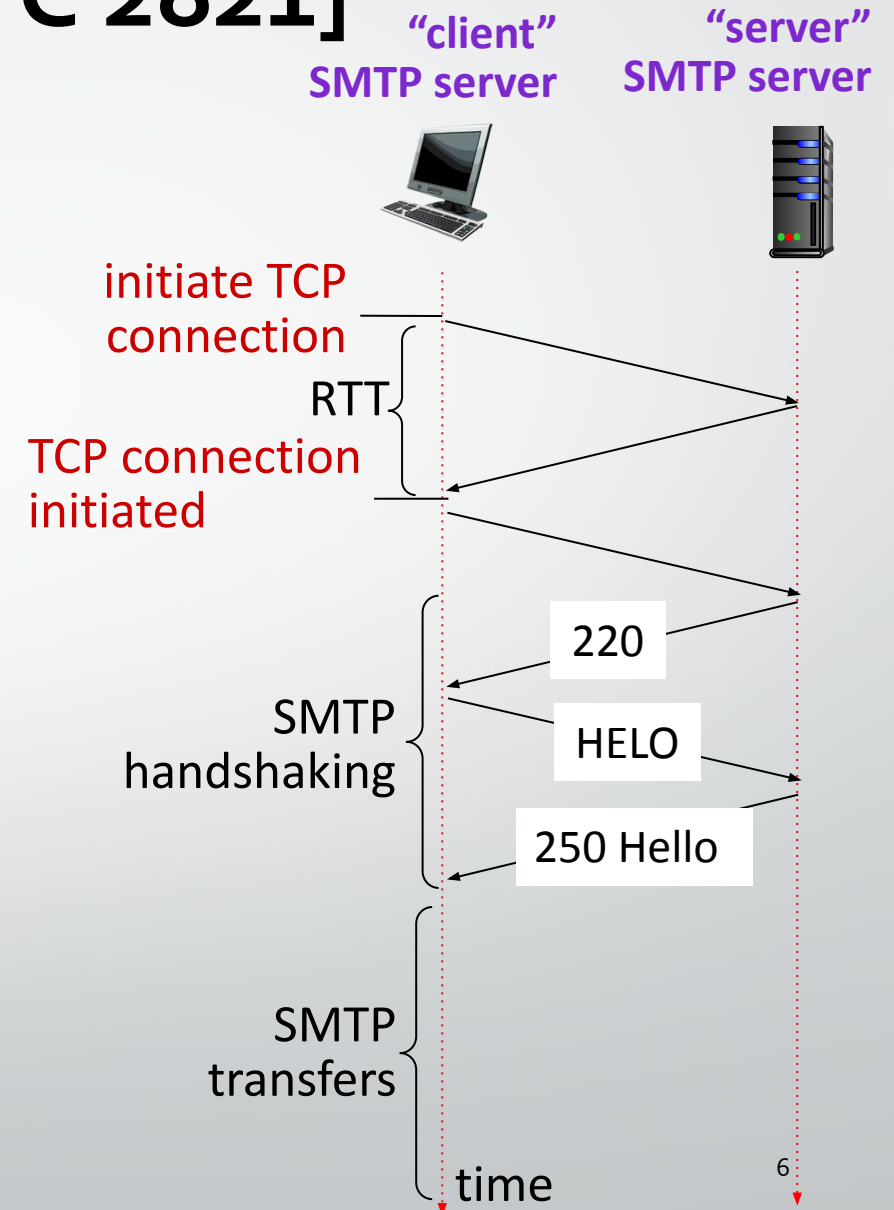 C 2821]
“client”
SMTP server
“server”
SMTP server
initiate TCP
connection
RTT
TCP connection
initiated
220
SMTP
handshaking
HELO
250 Hello
SMTP
transfers
time
6